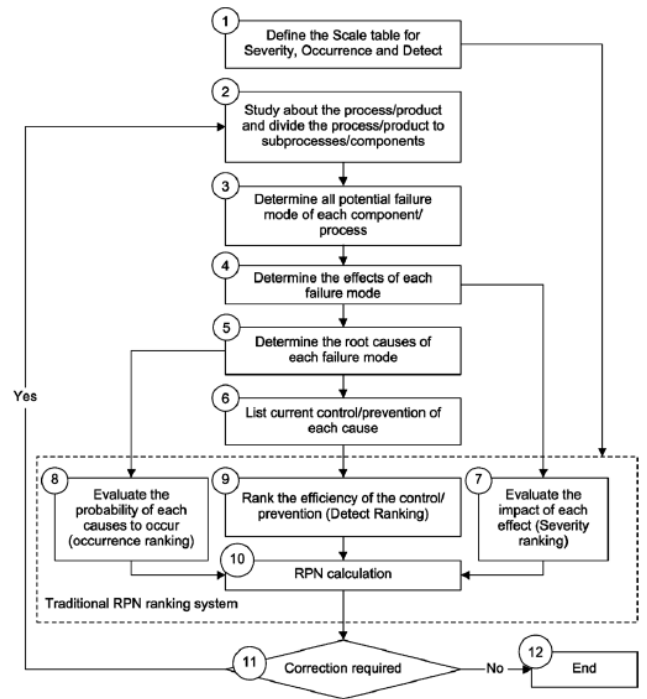 1
Define the Scale table for
Severity, Occurrence and Detect
2
Study about the process/product
and divide the process/product to
subprocesses/components
3
Determine all potential failure
mode of each component/
process
4
Determine the effects of each
failure mode
5
Determine the root causes of
each failure mode
Yes
6
List current control/prevention of
each cause
8
Evaluate the
probability of each
causes to occur
(occurrence ranking)
9
Rank the efficiency of the control/
prevention (Detect Ranking)
7
Evaluate the
impact of each
effect (Severity
ranking)
10
RPN calculation
Traditional RPN ranking system
11
Correction required
No
12
End